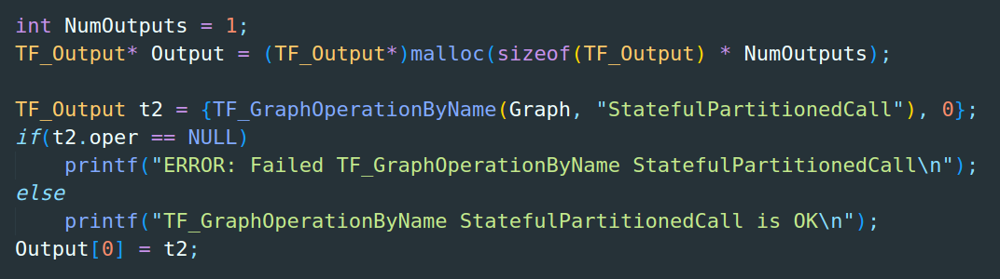 int NumOutputs = 1;
TF_Output* Output = (TF_Output*)malloc(sizeof(TF_Output) * NumOutputs);
TF_Output t2 = {TF_GraphOperationByName(Graph, "StatefulPartitionedCall"), 0};
if(t2.oper == NULL)
    printf("ERROR: Failed TF_GraphOperationByName StatefulPartitionedCall\n");
else
    printf("TF_GraphOperationByName StatefulPartitionedCall is OK\n");
Output[0] = t2;